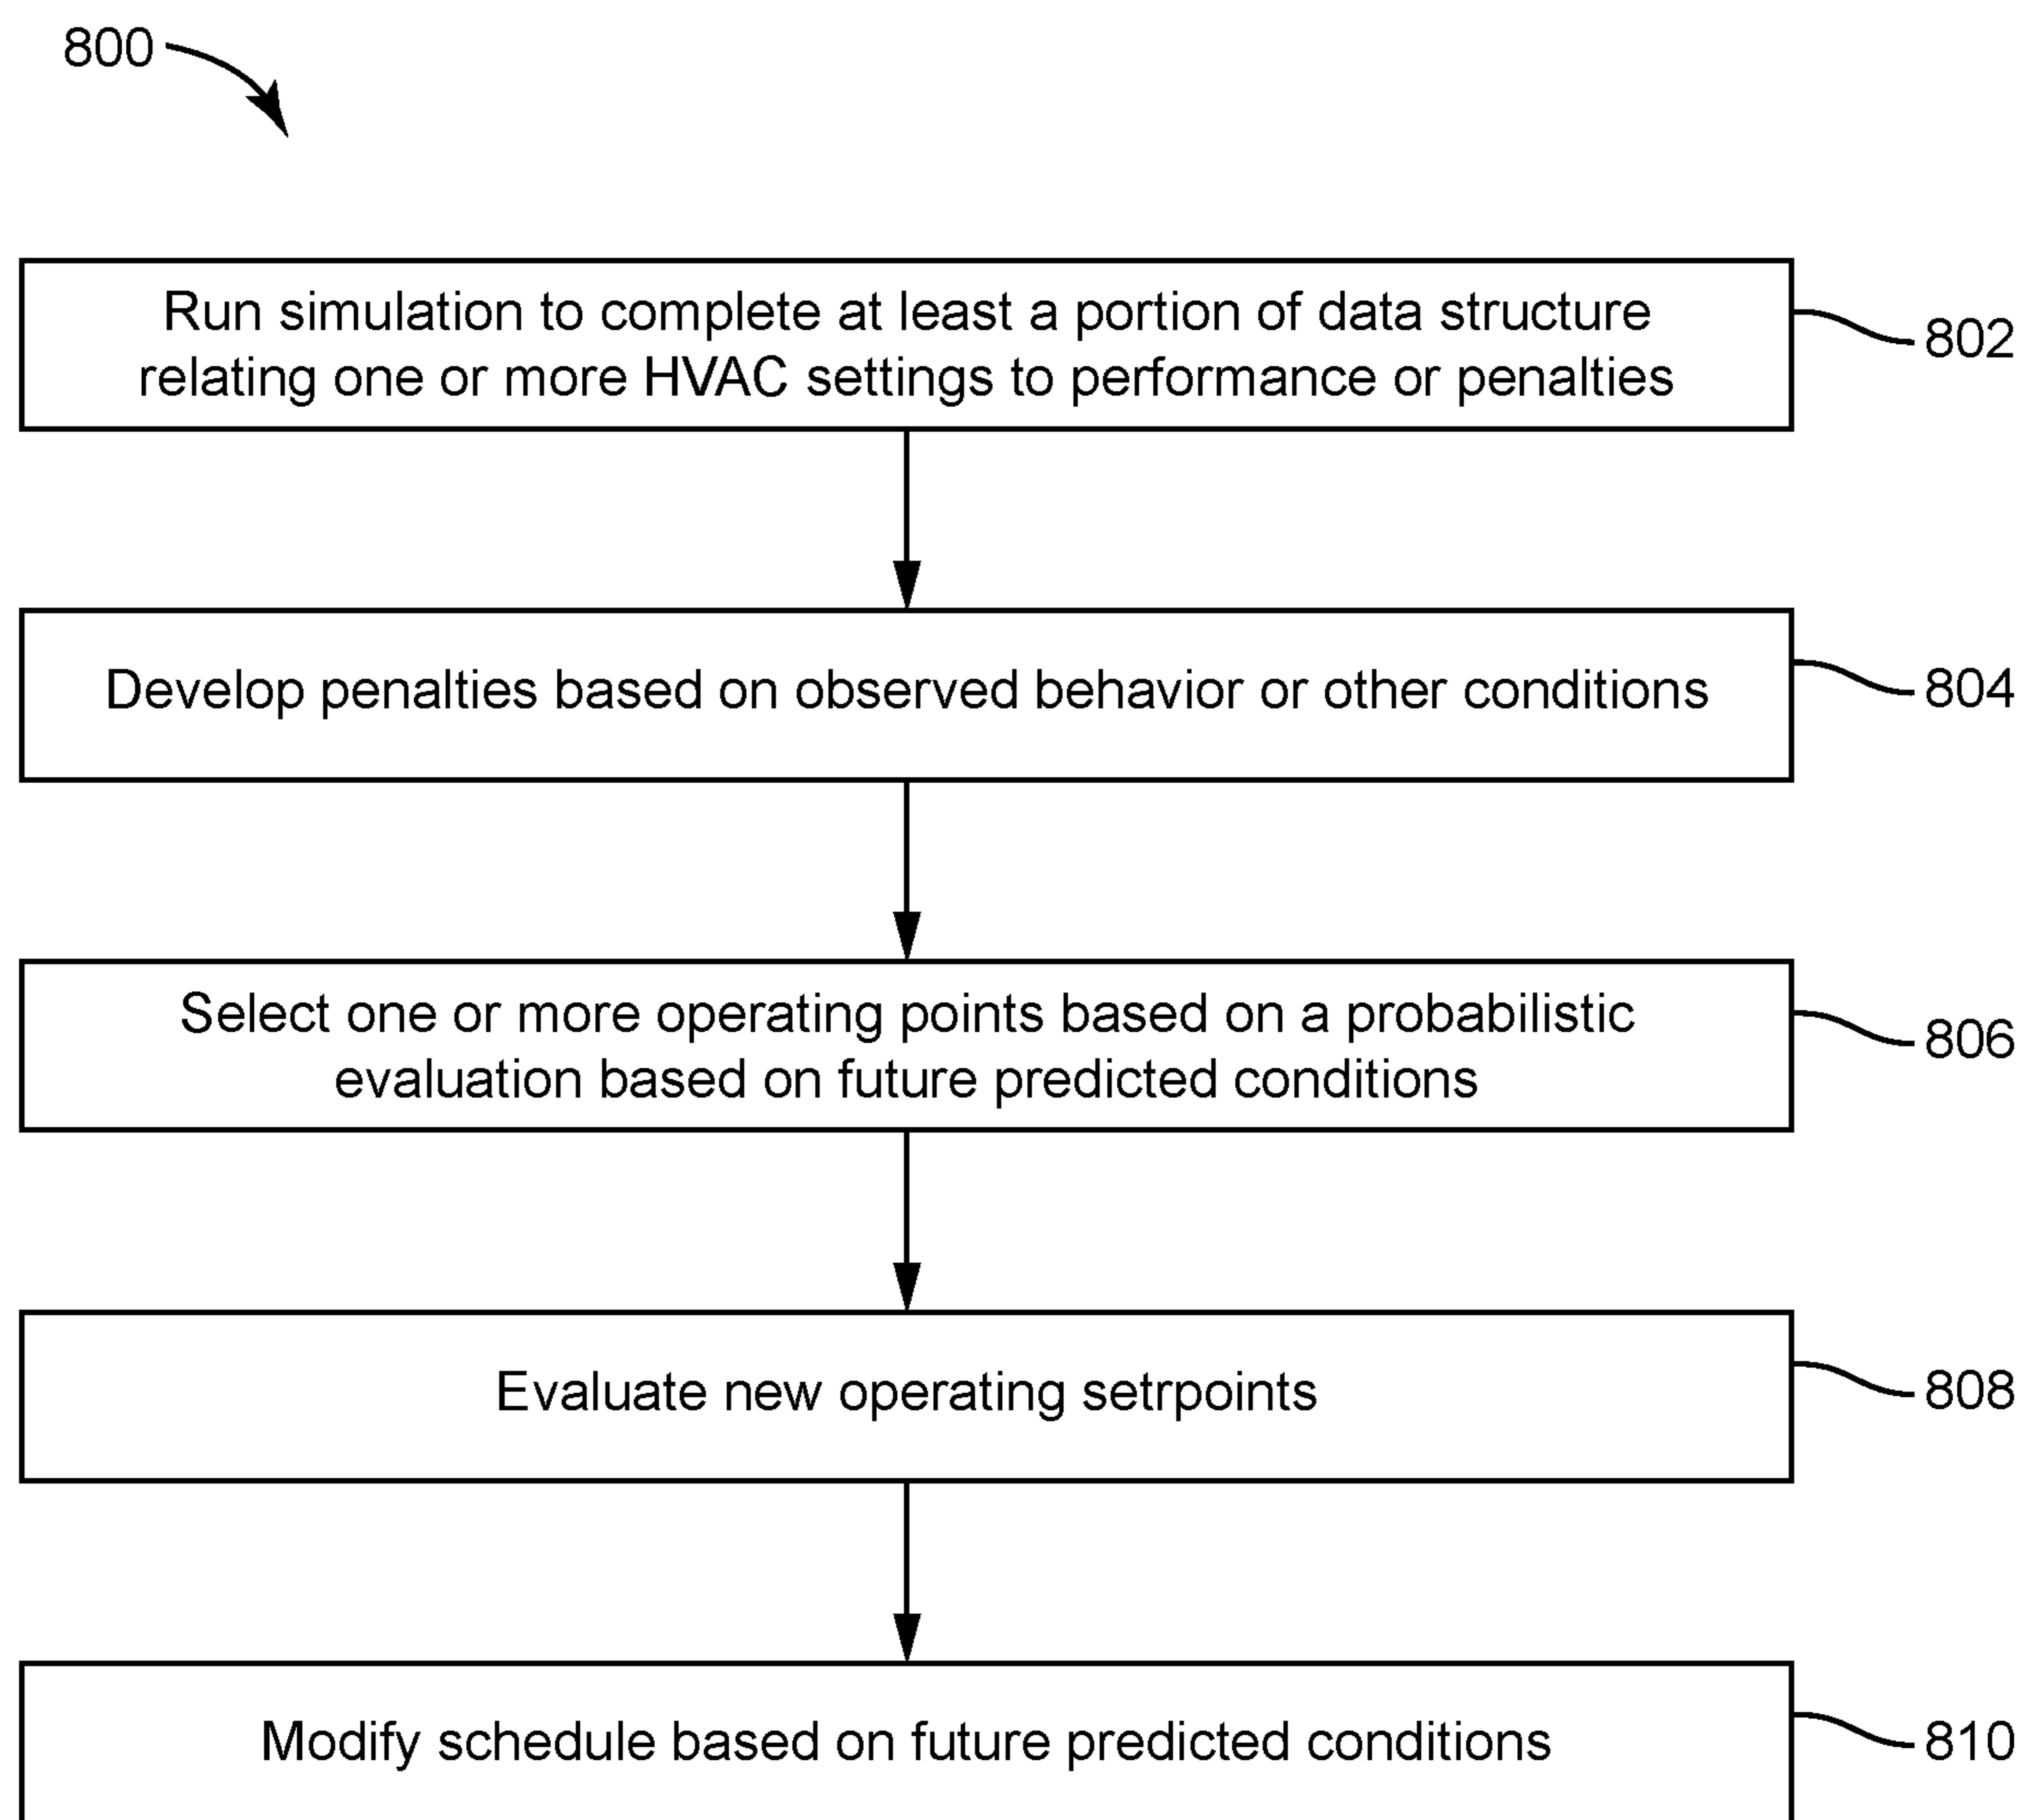 800
Run simulation to complete at least a portion of data structure
relating one or more HVAC settings to performance or penalties
802
Develop penalties based on observed behavior or other conditions
804
Select one or more operating points based on a probabilistic
evaluation based on future predicted conditions
806
Evaluate new operating setrpoints
808
Modify schedule based on future predicted conditions
810